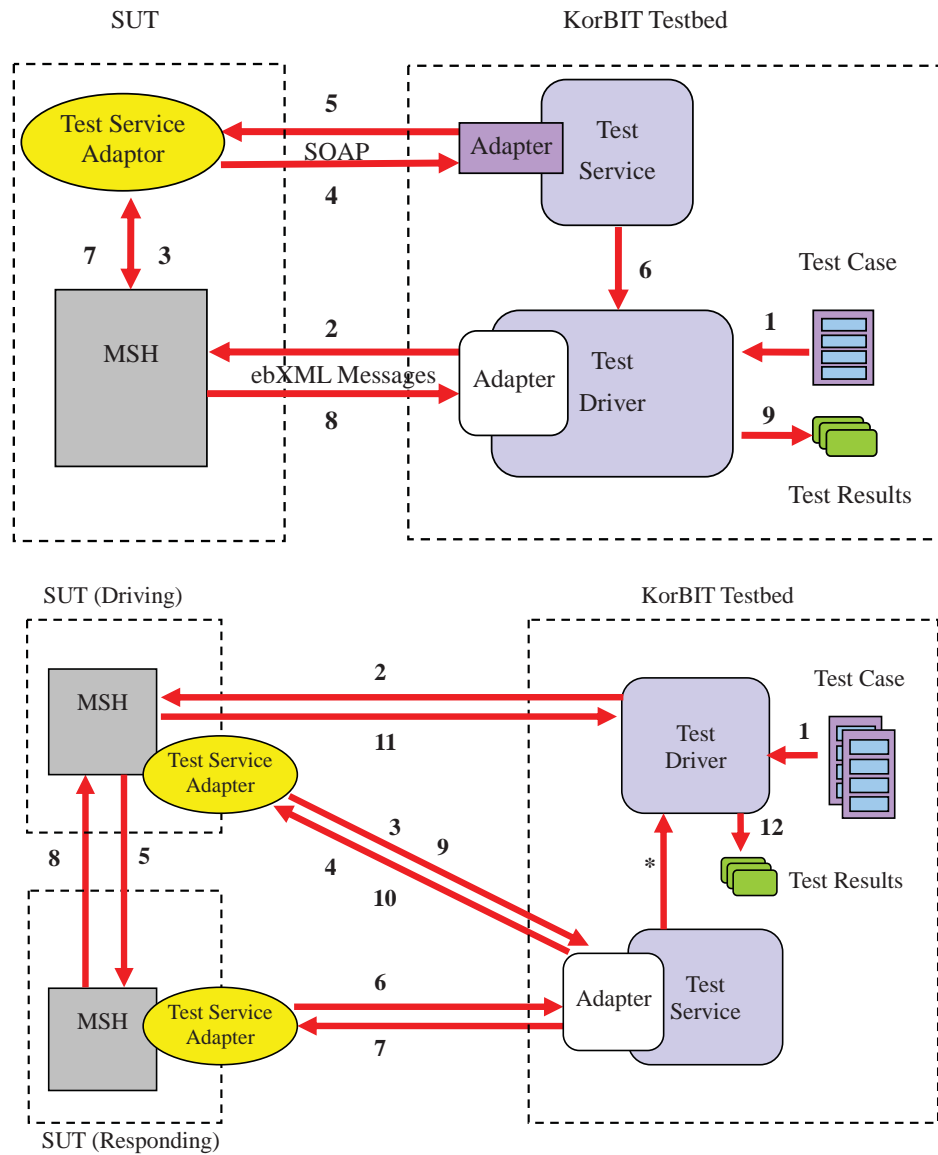 SUT
KorBIT Testbed
5
Test Service
Adaptor
SOAP
4
Adapter
Test
Service
7
3
6
Test Case
MSH
2
ebXML Messages
8
Adapter
Test
Driver
1
9
Test Results
SUT (Driving)
KorBIT Testbed
MSH
2
11
Test Service
Adapter
Test
Driver
Test Case
1
8
5
3
9
4
10
*
12
Test Results
MSH
Test Service
Adapter
6
7
Adapter
Test
Service
SUT (Responding)